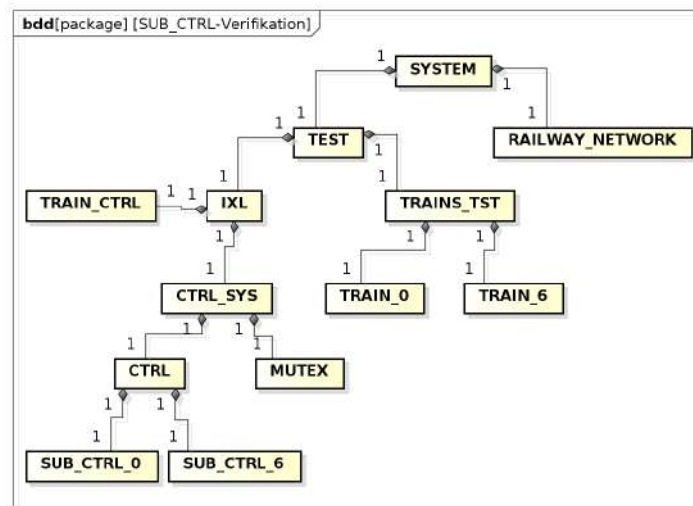 bdd[package] [SUB_CTRL-Verifikation]
1 SYSTEM 1
1 1
1 TEST 1 RAILWAY_NETWORK
1 1
TRAIN_CTRL 1 1 IXL TRAINS_TST
1 1 1
1 1 1
CTRL_SYS TRAIN_0 TRAIN_6
1 1
1 1
CTRL MUTEX
1 1
1 1
SUB_CTRL_0 SUB_CTRL_6